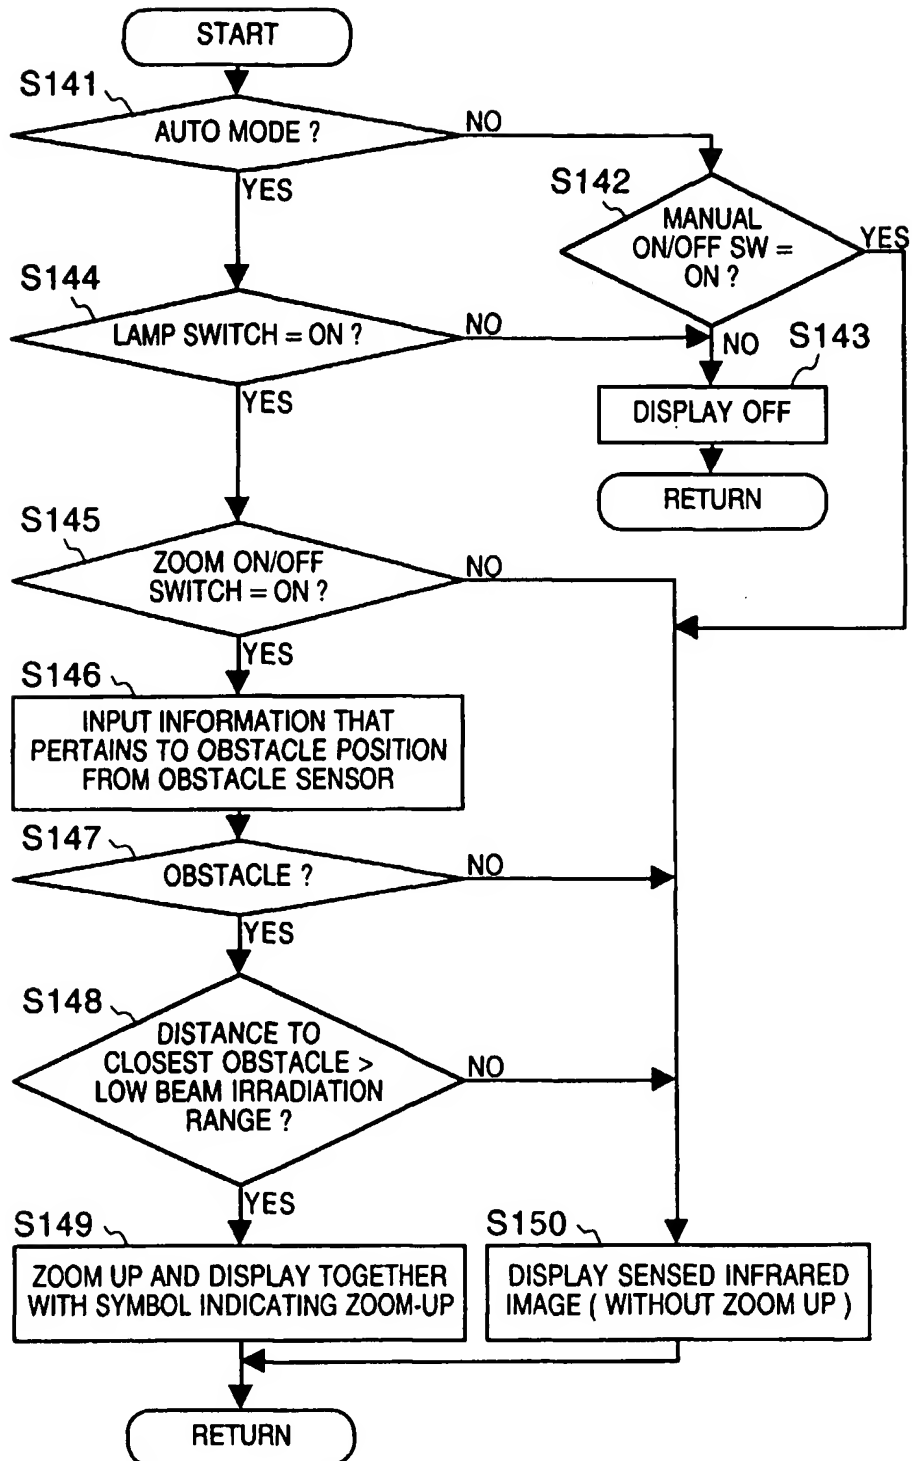 START
S141
AUTO MODE ?
NO
YES
S142
MANUAL
ON/OFF SW =
ON ?
YES
S144
LAMP SWITCH = ON ?
NO
NO
S143
YES
DISPLAY OFF
RETURN
S145
ZOOM ON/OFF
SWITCH = ON ?
NO
YES
S146
INPUT INFORMATION THAT
PERTAINS TO OBSTACLE POSITION
FROM OBSTACLE SENSOR
S147
OBSTACLE ?
NO
YES
S148
DISTANCE TO
CLOSEST OBSTACLE >
LOW BEAM IRRADIATION
RANGE ?
NO
YES
S149
ZOOM UP AND DISPLAY TOGETHER
WITH SYMBOL INDICATING ZOOM-UP
S150
DISPLAY SENSED INFRARED
IMAGE ( WITHOUT ZOOM UP )
RETURN